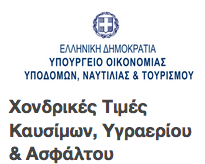 ΕΛΛΗΝΙΚΗ ΔΗΜΟΚΡΑΤΙΑ
ΥΠΟΥΡΓΕΙΟ ΟΙΚΟΝΟΜΙΑΣ
ΥΠΟΔΟΜΩΝ, ΝΑΥΤΙΛΙΑΣ & ΤΟΥΡΙΣΜΟΥ
Χονδρικές Τιμές
Καυσίμων, Υγραερίου
& Ασφάλτου